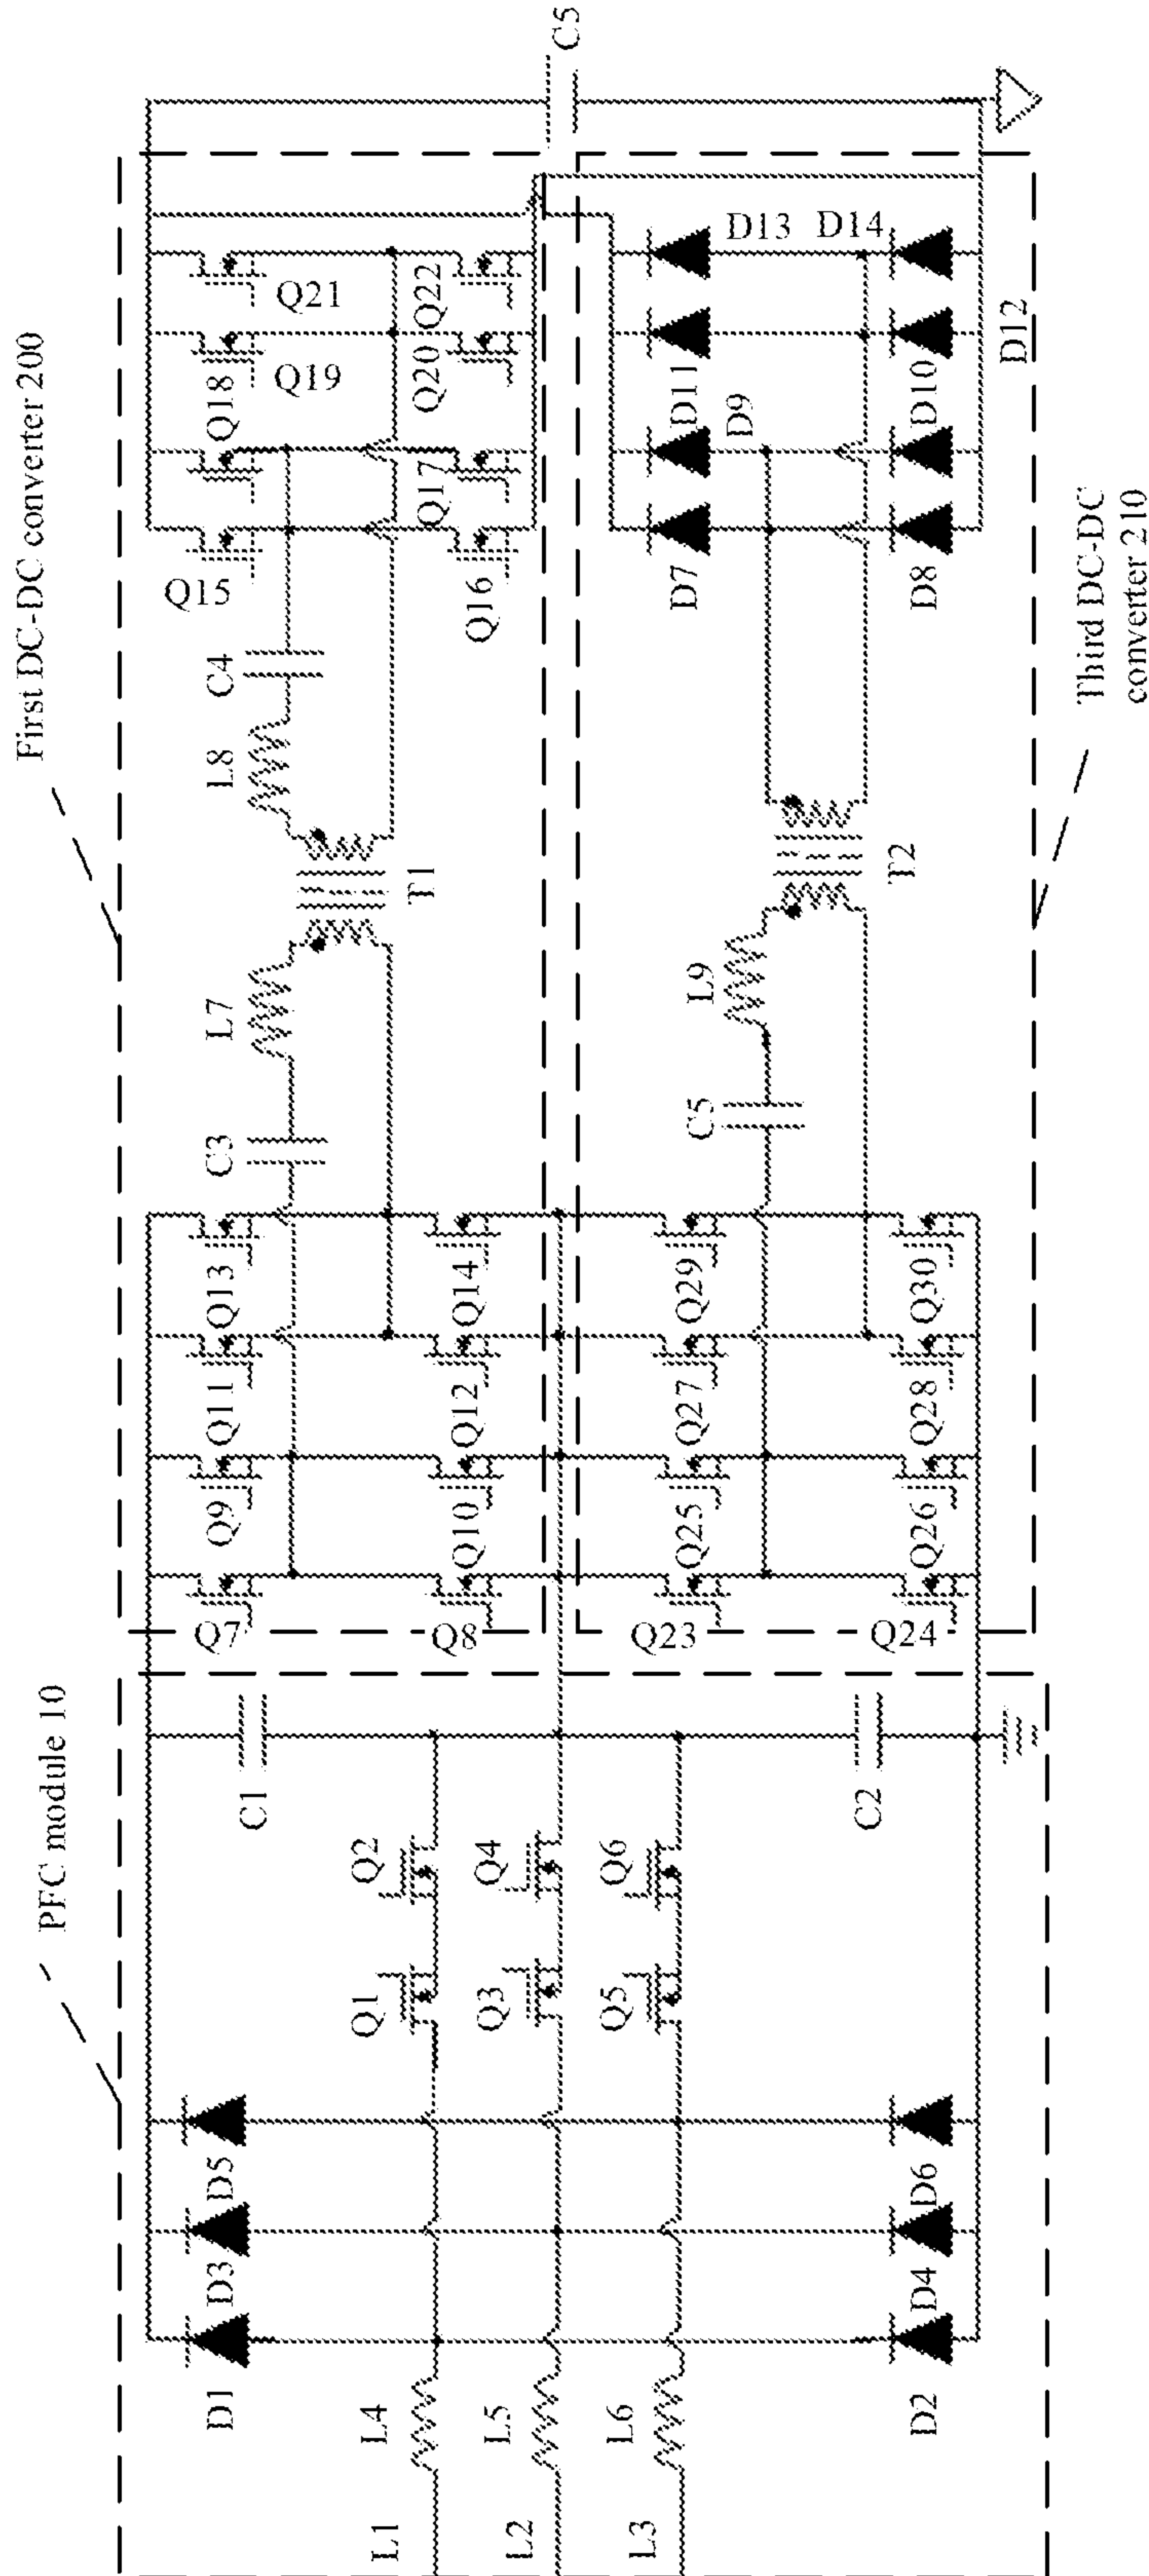 PFC module 10
First DC-DC converter 200
Third DC-DC
converter 210
L1
L2
L3
L4
L5
L6
D1
D3
D5
D2
D4
D6
Q1
Q2
Q3
Q4
Q5
Q6
C1
C2
Q7
Q9
Q11
Q13
Q8
Q10
Q12
Q14
C3
L7
T1
L8
C4
Q15
Q18
Q19
Q21
Q16
Q17
Q20
Q22
Q23
Q25
Q27
Q29
Q24
Q26
Q28
Q30
C5
L9
T2
D7
D9
D11
D13
D14
D8
D10
D12
C5